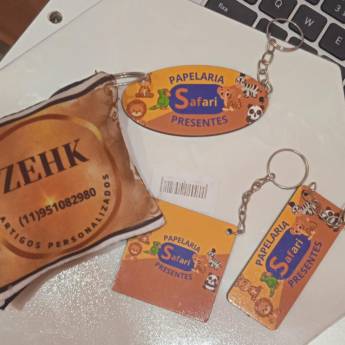 PAPELARIA
Safari
PRESENTES
ZEHK
(11)951082980
ARTIGOS PERSONALIZADOS
PAPELARIA
Safari
PRESENTES
PAPELARIA
Safari
PRESENTES